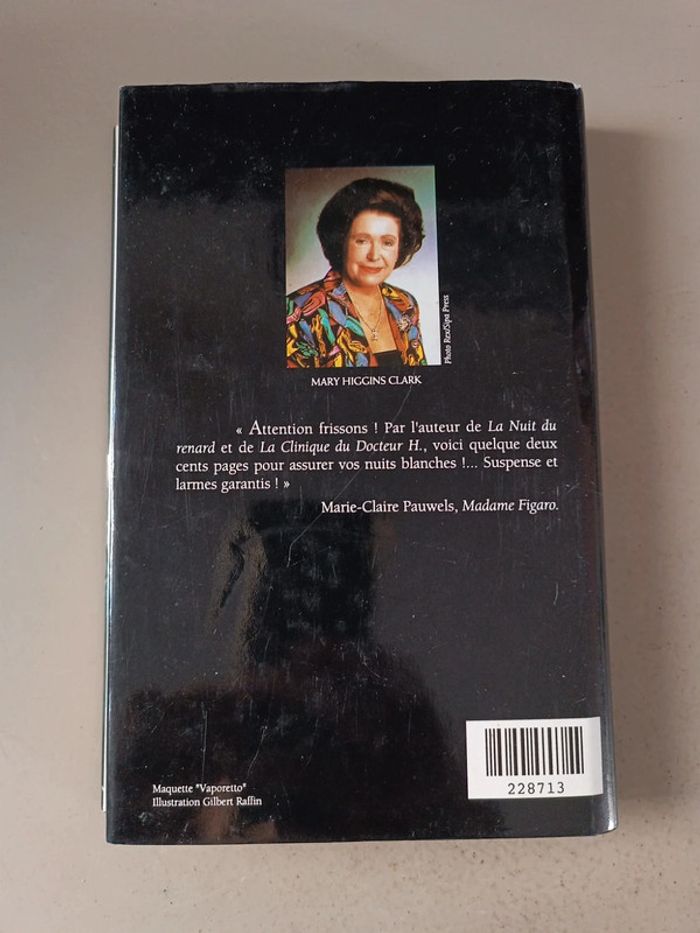 Photo Rex/Sipa Press
MARY HIGGINS CLARK
« Attention frissons ! Par l'auteur de La Nuit du
renard et de La Clinique du Docteur H., voici quelque deux
cents pages pour assurer vos nuits blanches !... Suspense et
larmes garantis ! »
Marie-Claire Pauwels, Madame Figaro.
Maquette "Vaporetto"
Illustration Gilbert Raffin
228713